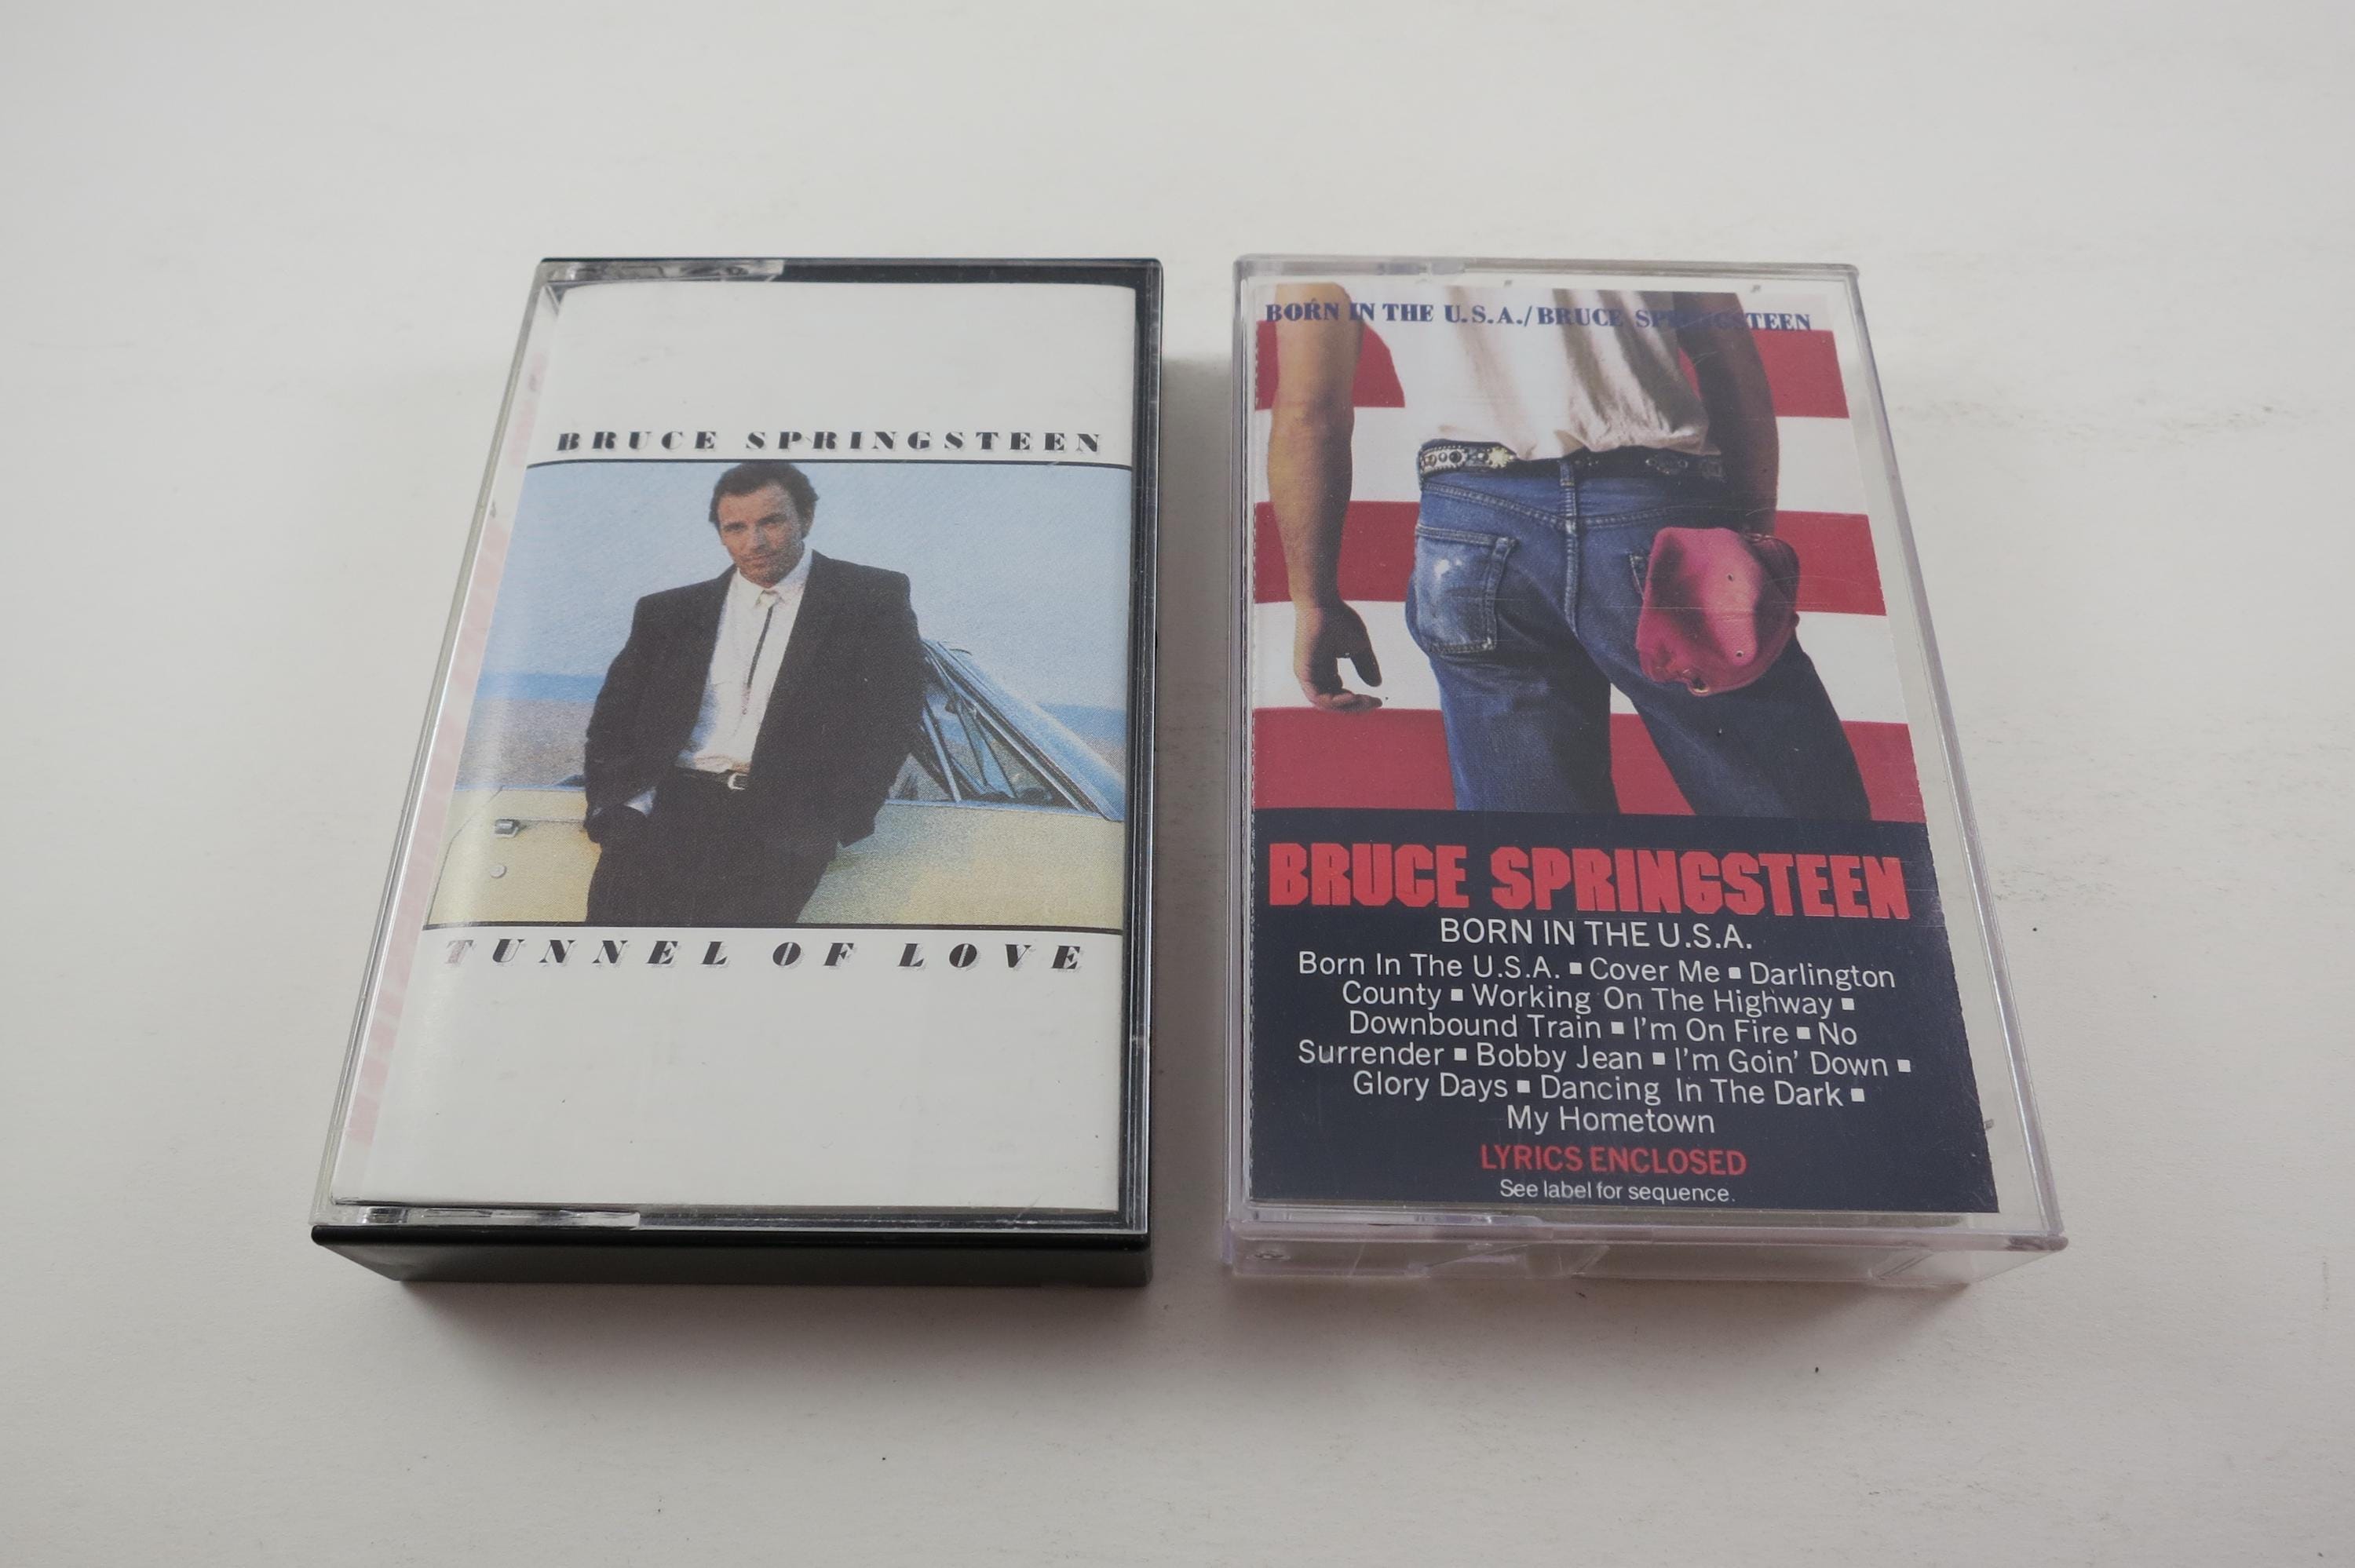 BRUCE SPRINGSTEEN
TUNNEL OF LOVE
BORN IN THE U.S.A./BRUCE SPRINGSTEEN
BRUCE SPRINGSTEEN
BORN IN THE U.S.A.
Born In The U.S.A. ▪ Cover Me ▪ Darlington
County ▪ Working On The Highway ▪
Downbound Train ▪ I'm On Fire ▪ No
Surrender ▪ Bobby Jean ▪ I'm Goin' Down ▪
Glory Days ▪ Dancing In The Dark ▪
My Hometown
LYRICS ENCLOSED
See label for sequence.